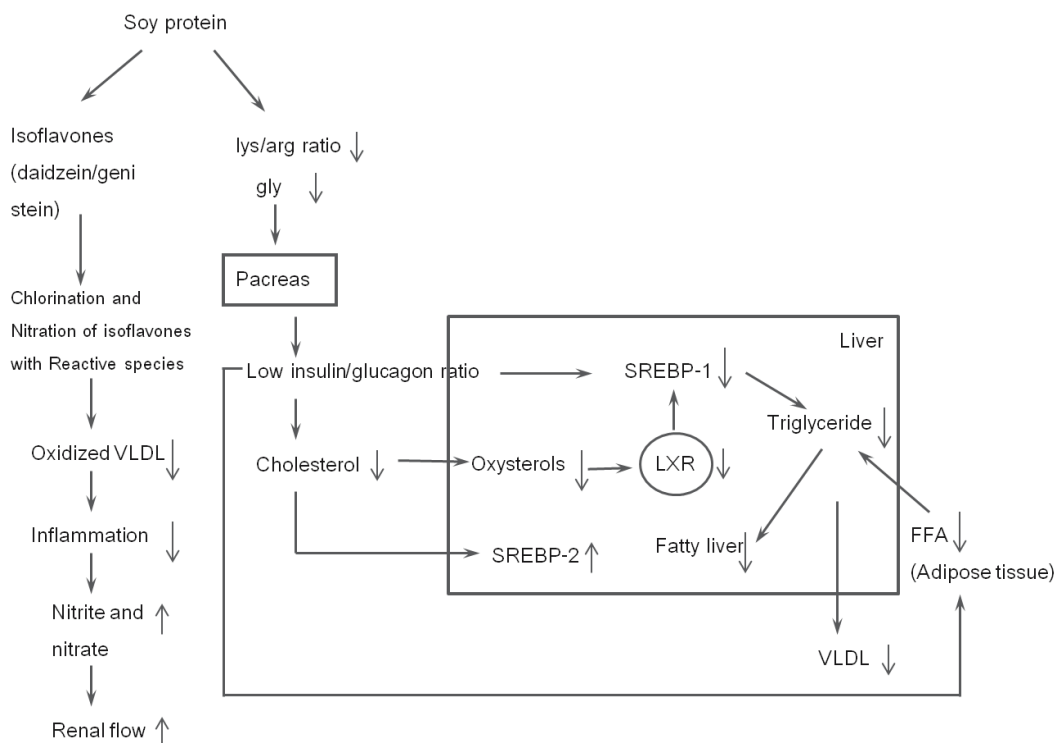 Soy protein
Isoflavones
(daidzein/geni
stein)
lys/arg ratio ↓
gly ↓
Pacreas
Chlorination and
Nitration of isoflavones
with Reactive species
Low insulin/glucagon ratio
Liver
SREBP-1 ↓
Triglyceride ↓
Oxidized VLDL ↓
Cholesterol ↓
Oxysterols ↓
LXR ↓
Inflammation ↓
SREBP-2 ↑
Fatty liver ↓
FFA ↓
(Adipose tissue)
Nitrite and ↑
nitrate
VLDL ↓
Renal flow ↑